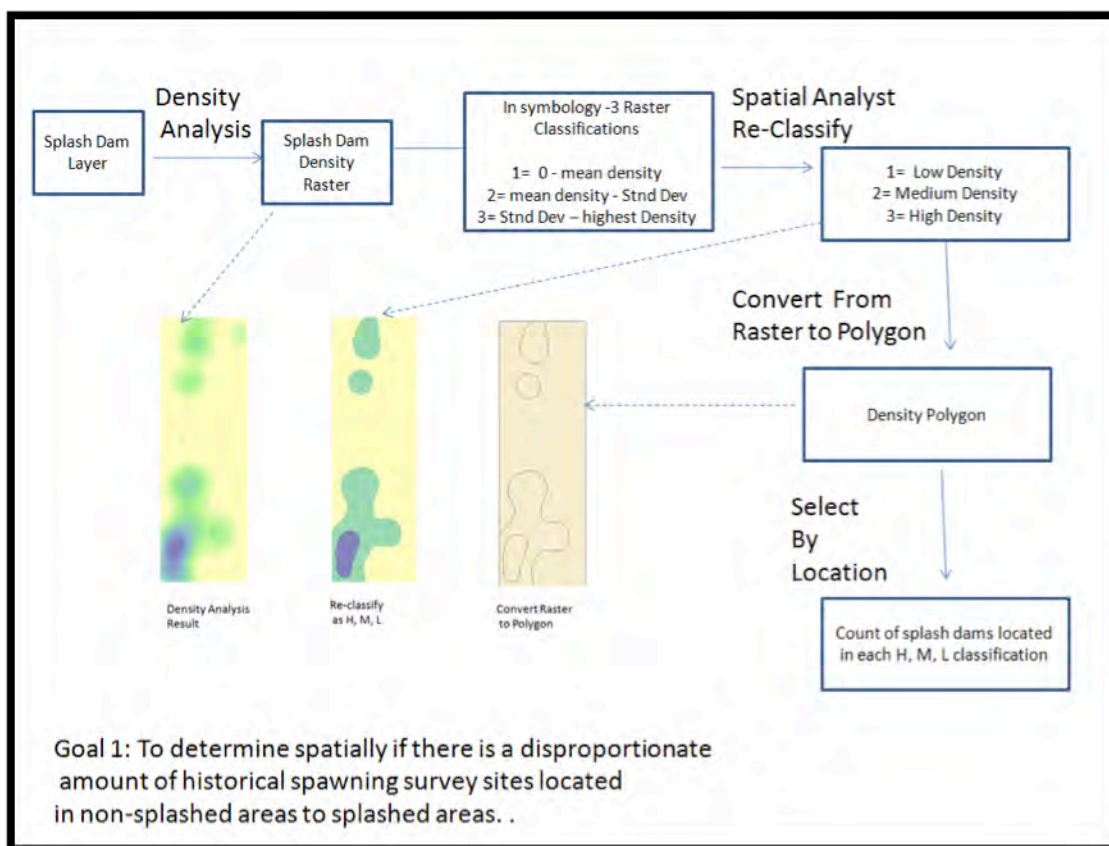 Density
Analysis
Splash Dam
Layer
Splash Dam
Density
Raster
In symbology -3 Raster
Classifications
1=  0 - mean density
2= mean density - Stnd Dev
3= Stnd Dev – highest Density
Spatial Analyst
Re-Classify
1=  Low Density
2= Medium Density
3= High Density
Convert From
Raster to Polygon
Density Polygon
Select
By
Location
Count of splash dams located
in each H, M, L classification
Density Analysis
Result
Re-classify
as H, M, L
Convert Raster
to Polygon
Goal 1: To determine spatially if there is a disproportionate
amount of historical spawning survey sites located
in non-splashed areas to splashed areas. .